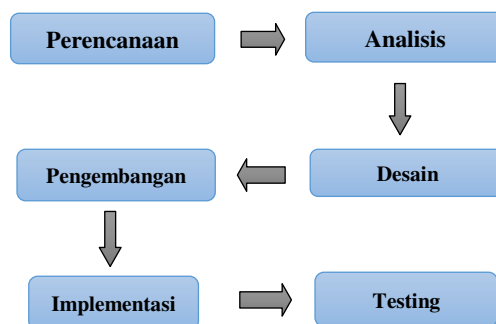 Perencanaan
Analisis
Desain
Pengembangan
Implementasi
Testing